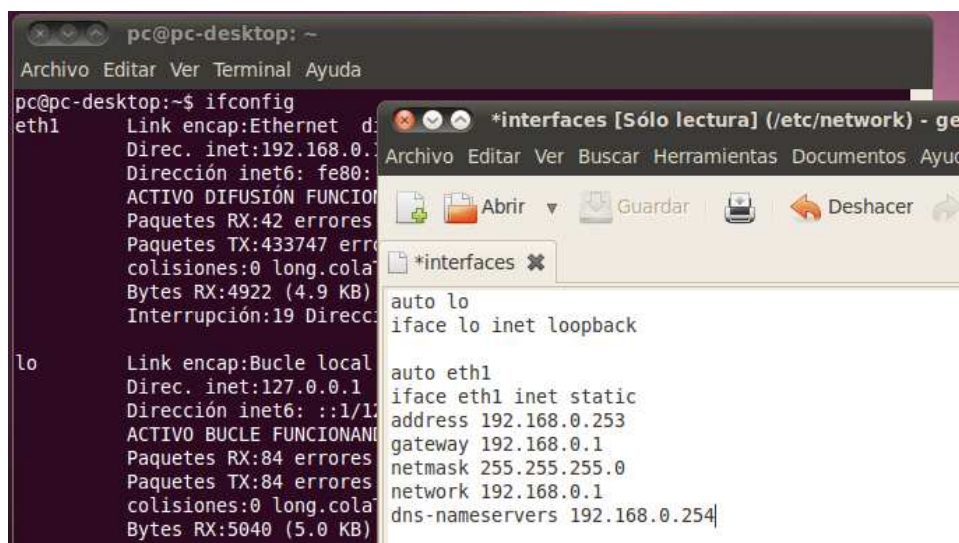 pc@pc-desktop: ~
Archivo Editar Ver Terminal Ayuda
pc@pc-desktop:~$ ifconfig
eth1 Link encap:Ethernet
Direc. inet:192.168.0.
Dirección inet6: fe80:
ACTIVO DIFUSIÓN FUNCION
Paquetes RX:42 errores
Paquetes TX:433747 erro
colisiones:0 long.cola
Bytes RX:4922 (4.9 KB)
Interrupción:19 Direcc
lo Link encap:Bucle local
Direc. inet:127.0.0.1
Dirección inet6: ::1/12
ACTIVO BUCLE FUNCIONAND
Paquetes RX:84 errores
Paquetes TX:84 errores
colisiones:0 long.cola
Bytes RX:5040 (5.0 KB)
*interfaces [Sólo lectura] (/etc/network) - ge
Archivo Editar Ver Buscar Herramientas Documentos Ayud
Abrir Guardar Deshacer
*interfaces
auto lo
iface lo inet loopback
auto eth1
iface eth1 inet static
address 192.168.0.253
gateway 192.168.0.1
netmask 255.255.255.0
network 192.168.0.1
dns-nameservers 192.168.0.254